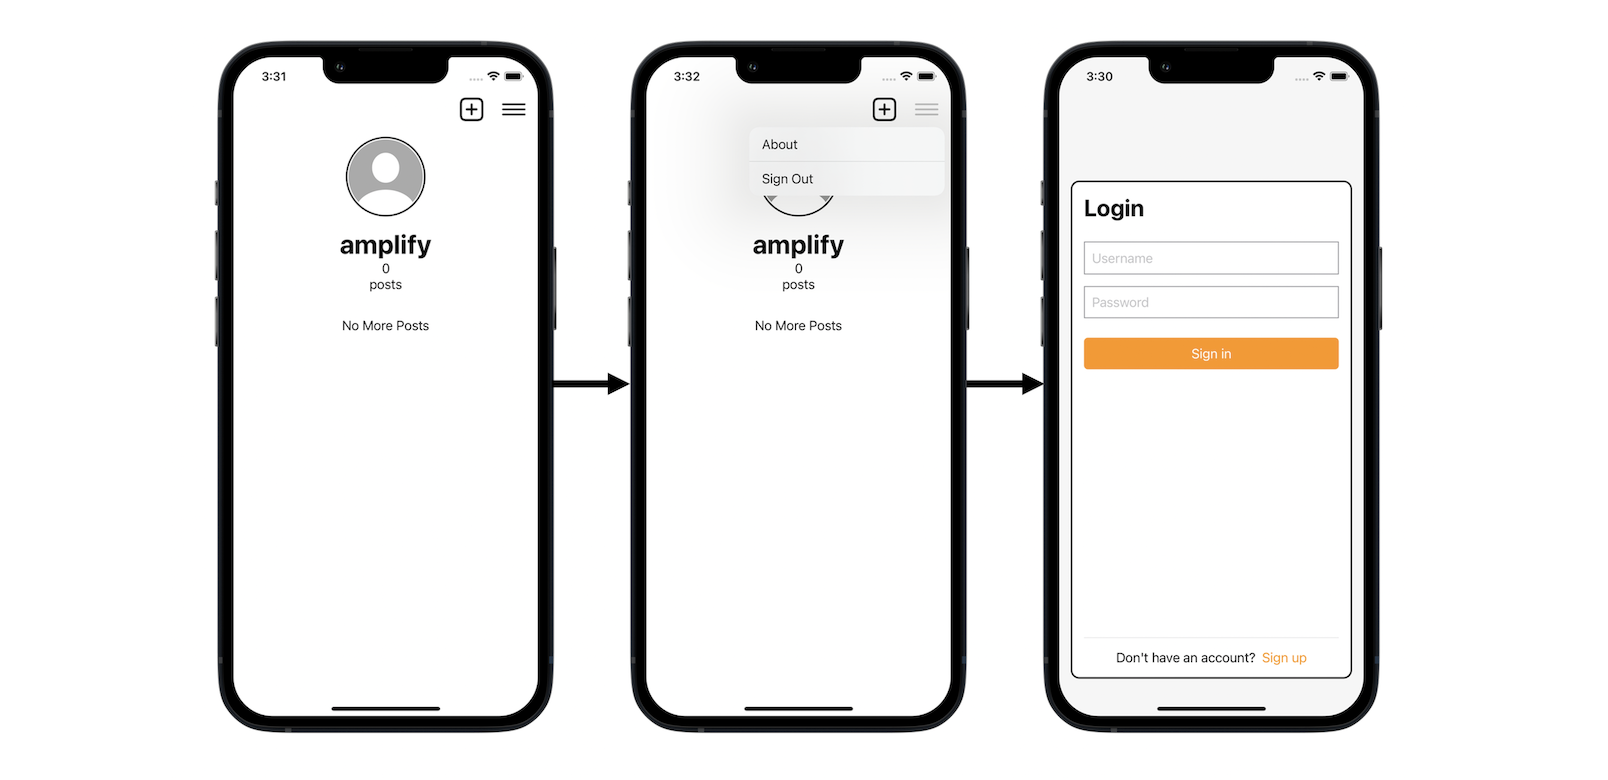 3:31
amplify
0
posts
No More Posts
3:32
About
Sign Out
amplify
0
posts
No More Posts
3:30
Login
Username
Password
Sign in
Don't have an account? Sign up